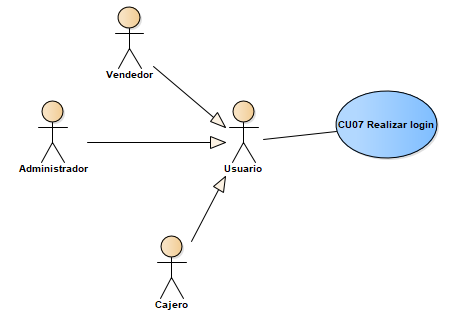 Vendedor
CU07 Realizar login
Administrador
Usuario
Cajero